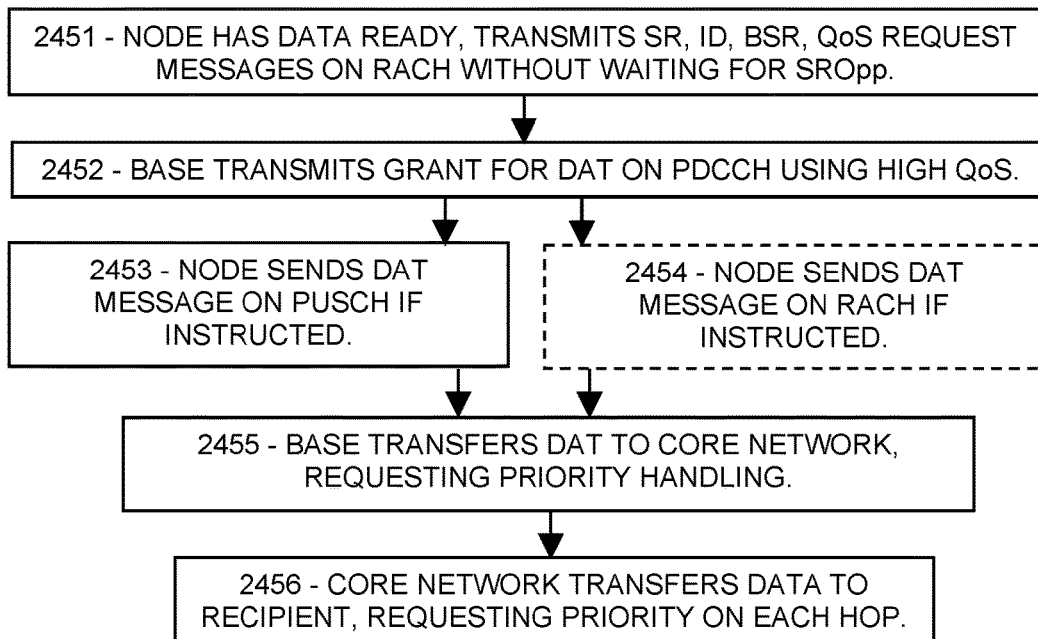 2451 - NODE HAS DATA READY, TRANSMITS SR, ID, BSR, QoS REQUEST
MESSAGES ON RACH WITHOUT WAITING FOR SROpp.
2452 - BASE TRANSMITS GRANT FOR DAT ON PDCCH USING HIGH QoS.
2453 - NODE SENDS DAT
MESSAGE ON PUSCH IF
INSTRUCTED.
2454 - NODE SENDS DAT
MESSAGE ON RACH IF
INSTRUCTED.
2455 - BASE TRANSFERS DAT TO CORE NETWORK,
REQUESTING PRIORITY HANDLING.
2456 - CORE NETWORK TRANSFERS DATA TO
RECIPIENT, REQUESTING PRIORITY ON EACH HOP.